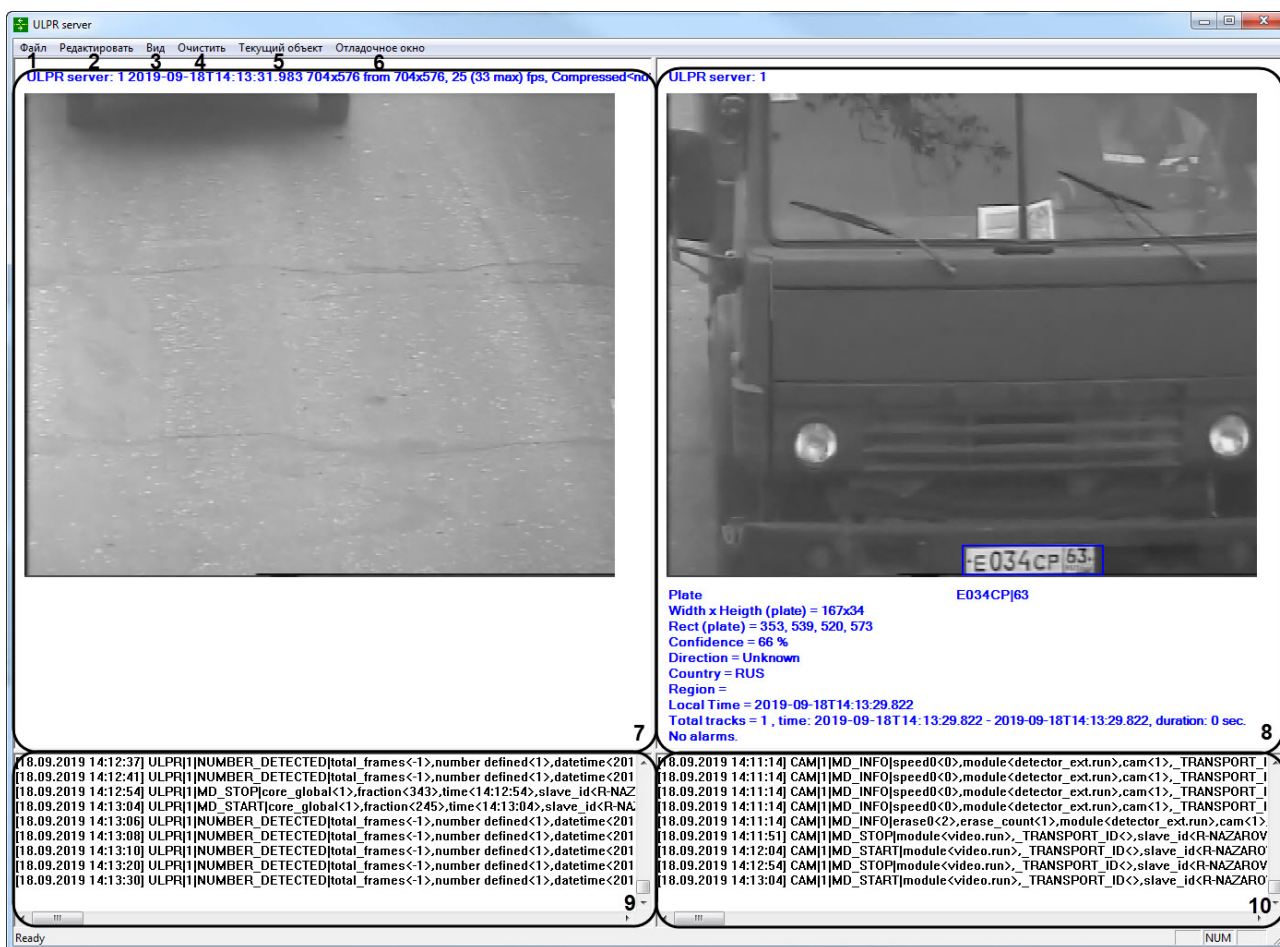 ULPR server
Файл Редактировать Вид Очистить Текущий объект Отладочное окно
1 2 3 4 5 6
ULPR server: 1 2019-09-18T14:13:31.983 704x576 from 704x576, 25 (33 max) fps, Compressed<no
ULPR server: 1
E034CP 63
Plate E034CP|63
Width x Heigth (plate) = 167x34
Rect (plate) = 353, 539, 520, 573
Confidence = 66 %
Direction = Unknown
Country = RUS
Region =
Local Time = 2019-09-18T14:13:29.822
Total tracks = 1 , time: 2019-09-18T14:13:29.822 - 2019-09-18T14:13:29.822, duration: 0 sec.
No alarms.
7
8
[18.09.2019 14:12:37] ULPR|1|NUMBER_DETECTED|total_frames<-1>,number defined<1>,datetime<201
[18.09.2019 14:12:41] ULPR|1|NUMBER_DETECTED|total_frames<-1>,number defined<1>,datetime<201
[18.09.2019 14:12:54] ULPR|1|MD_STOP|core_global<1>,fraction<343>,time<14:12:54>,slave_id<R-NAZ
[18.09.2019 14:13:04] ULPR|1|MD_START|core_global<1>,fraction<245>,time<14:13:04>,slave_id<R-NAZ
[18.09.2019 14:13:06] ULPR|1|NUMBER_DETECTED|total_frames<-1>,number defined<1>,datetime<201
[18.09.2019 14:13:08] ULPR|1|NUMBER_DETECTED|total_frames<-1>,number defined<1>,datetime<201
[18.09.2019 14:13:10] ULPR|1|NUMBER_DETECTED|total_frames<-1>,number defined<1>,datetime<201
[18.09.2019 14:13:20] ULPR|1|NUMBER_DETECTED|total_frames<-1>,number defined<1>,datetime<201
[18.09.2019 14:13:30] ULPR|1|NUMBER_DETECTED|total_frames<-1>,number defined<1>,datetime<201
9
[18.09.2019 14:11:14] CAM|1|MD_INFO|speed0<0>,module<detector_ext.run>,cam<1>,_TRANSPORT_I
[18.09.2019 14:11:14] CAM|1|MD_INFO|speed0<0>,module<detector_ext.run>,cam<1>,_TRANSPORT_I
[18.09.2019 14:11:14] CAM|1|MD_INFO|speed0<0>,module<detector_ext.run>,cam<1>,_TRANSPORT_I
[18.09.2019 14:11:14] CAM|1|MD_INFO|speed0<0>,module<detector_ext.run>,cam<1>,_TRANSPORT_I
[18.09.2019 14:11:14] CAM|1|MD_INFO|erase0<2>,erase_count<1>,module<detector_ext.run>,cam<1>,
[18.09.2019 14:11:51] CAM|1|MD_STOP|module<video.run>,_TRANSPORT_ID<>,slave_id<R-NAZAROV
[18.09.2019 14:12:04] CAM|1|MD_START|module<video.run>,_TRANSPORT_ID<>,slave_id<R-NAZARO
[18.09.2019 14:12:54] CAM|1|MD_STOP|module<video.run>,_TRANSPORT_ID<>,slave_id<R-NAZAROV
[18.09.2019 14:13:04] CAM|1|MD_START|module<video.run>,_TRANSPORT_ID<>,slave_id<R-NAZARO
10
Ready NUM